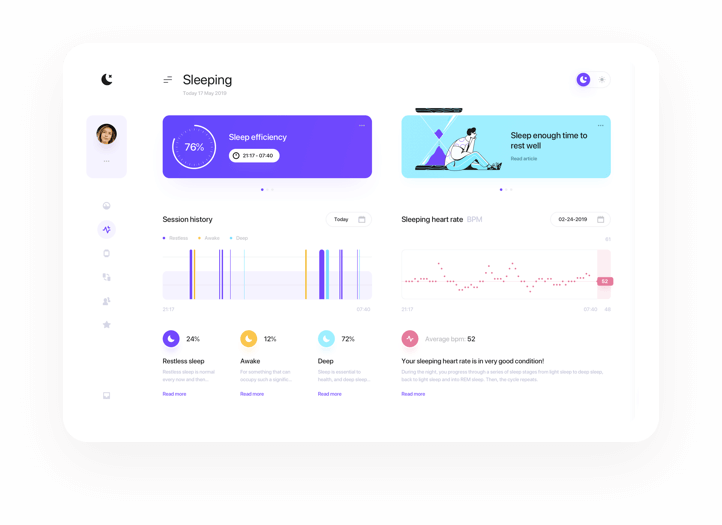 Sleeping
Today 17 May 2019
76%
Sleep efficiency
21:17 - 07:40
Sleep enough time to
rest well
Read article
Session history
Today
Restless
Awake
Deep
21:17
07:40
Sleeping heart rate BPM
02-24-2019
61
52
21:17
07:40
46
24%
Restless sleep
Restless sleep is normal
every now and then...
Read more
12%
Awake
For something that can
occupy such a signific...
Read more
72%
Deep
Sleep is essential to
health, and deep sleep...
Read more
Average bpm: 52
Your sleeping heart rate is in very good condition!
During the night, you progress through a series of sleep stages from light sleep to deep sleep,
back to light sleep and into REM sleep. Then, the cycle repeats.
Read more